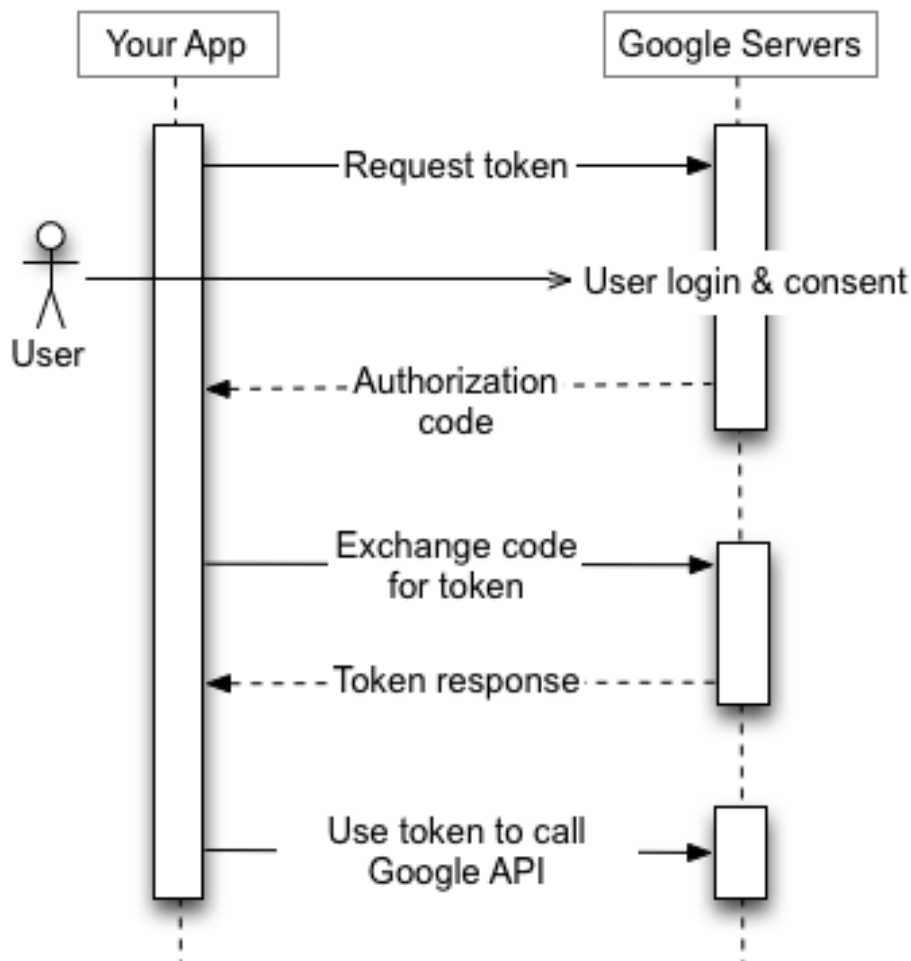 Your App
Google Servers
Request token
User login & consent
User
Authorization
code
Exchange code
for token
Token response
Use token to call
Google API